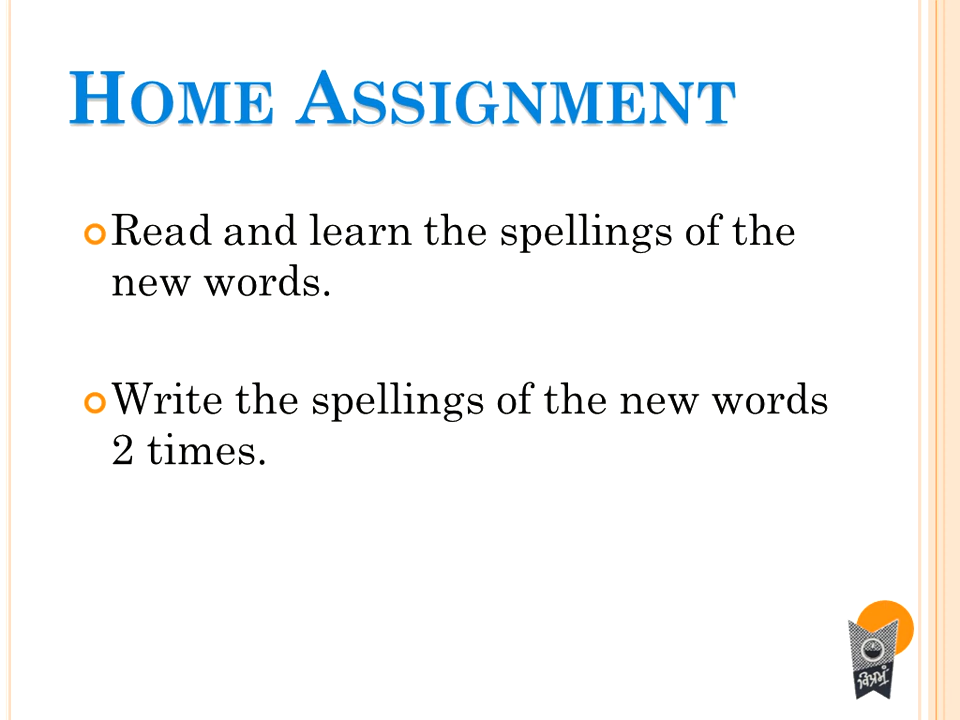 HOME ASSIGNMENT
Read and learn the spellings of the
new words.
Write the spellings of the new words
2 times.